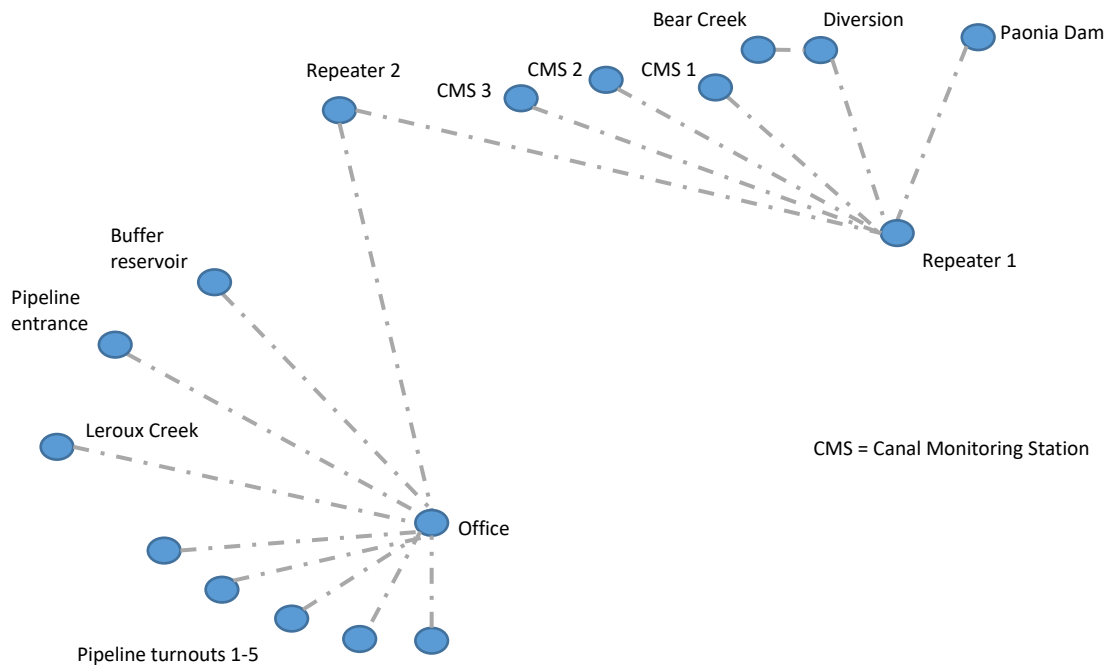 Bear Creek
Diversion
Paonia Dam
Repeater 2
CMS 3
CMS 2
CMS 1
Repeater 1
Buffer
reservoir
Pipeline
entrance
Leroux Creek
CMS = Canal Monitoring Station
Office
Pipeline turnouts 1-5